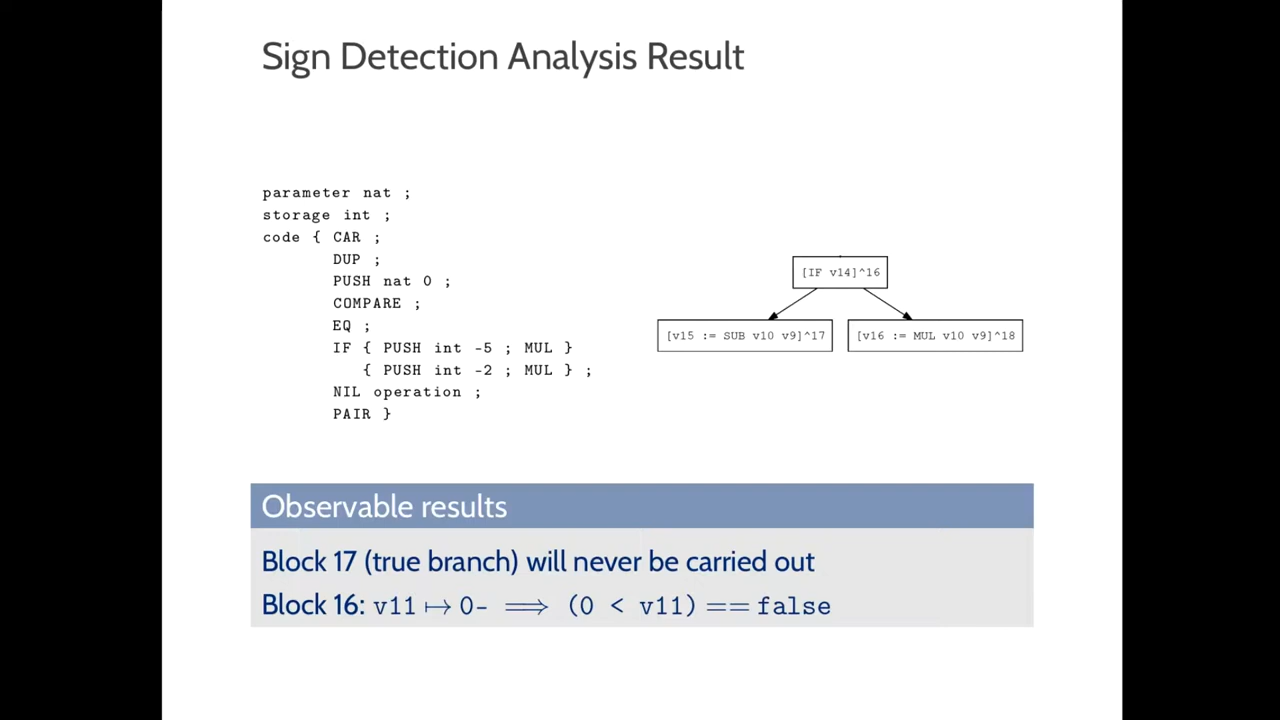 Sign Detection Analysis Result
parameter nat ;
storage int ;
code { CAR ;
DUP ;
PUSH nat 0 ;
COMPARE ;
EQ ;
IF { PUSH int -5 ; MUL }
{ PUSH int -2 ; MUL } ;
NIL operation ;
PAIR }
[IF v14]^16
[v15 := SUB v10 v9]^17
[v16 := MUL v10 v9]^18
Observable results
Block 17 (true branch) will never be carried out
Block 16: v11 ↦ 0- ⟹ (0 < v11) == false